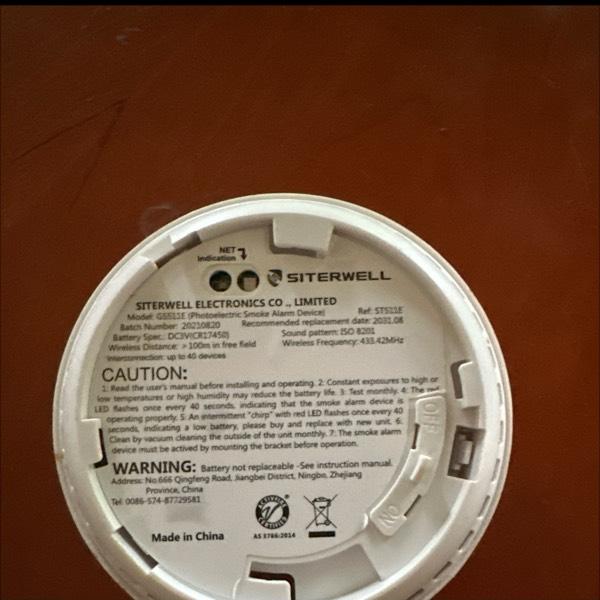 NET
Indication
SITERWELL
SITERWELL ELECTRONICS CO ., LIMITED
Model: GS511E (Photoelectric Smoke Alarm Device) Ref: ST511E
Batch Number: 20210820 Recommended replacement date: 2031.08
Battery Spec.: DC3V(CR17450) Sound pattern: ISO 8201
Wireless Distance: >100m in free field Wireless Frequency: 433.42MHz
Interconnection: up to 40 devices
CAUTION:
1: Read the user's manual before installing and operating. 2: Constant exposures to high or
low temperatures or high humidity may reduce the battery life. 3: Test monthly. 4: The red
LED flashes once every 40 seconds, indicating that the smoke alarm device is
operating properly. 5: An intermittent "chirp" with red LED flashes once every 40
seconds, indicating a low battery, please buy and replace with new unit. 6:
Clean by vacuum cleaning the outside of the unit monthly. 7: The smoke alarm
device must be actived by mounting the bracket before operation.
WARNING: Battery not replaceable -See instruction manual.
Address: No.666 Qingfeng Road, Jiangbei District, Ningbo, Zhejiang
Province, China
Tel: 0086-574-87729581
OFF
ON
Made in China
AS 3786:2014